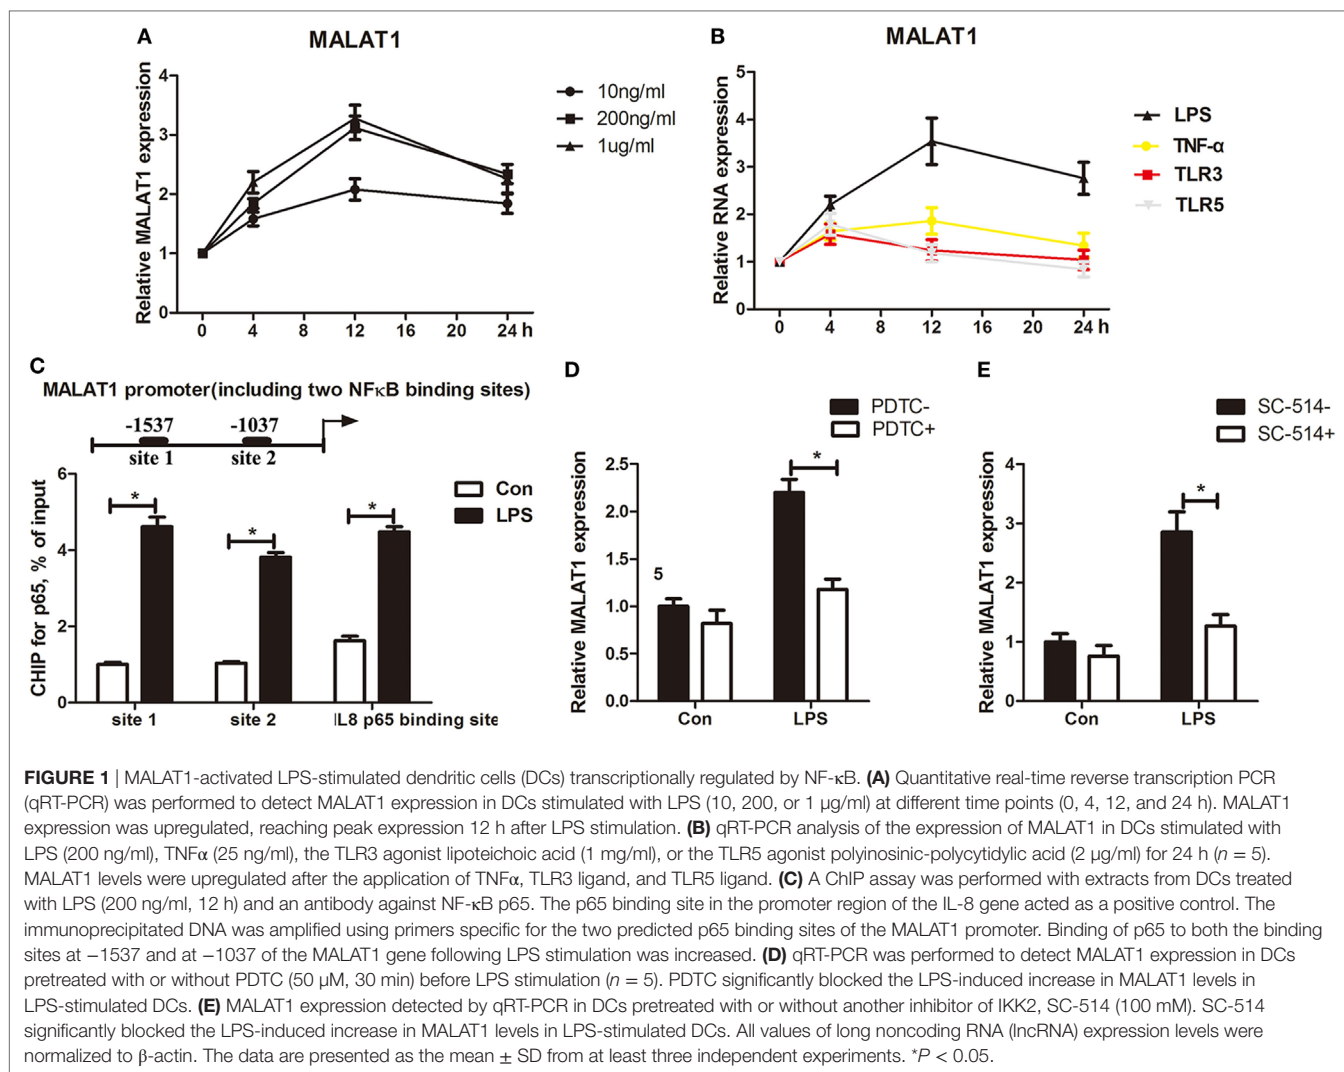 A
MALAT1
Relative MALAT1 expression
4
3
2
1
0
0 4 8 12 16 20 24 h
10ng/ml
200ng/ml
1ug/ml
B
MALAT1
Relative RNA expression
5
4
3
2
1
0
0 4 8 12 16 20 24 h
LPS
TNF-α
TLR3
TLR5
C
MALAT1 promoter(including two NFκB binding sites)
-1537 -1037
site 1 site 2
CHIP for p65, % of input
6
4
2
0
* * *
Con
LPS
site 1 site 2 IL8 p65 binding site
D
PDTC-
PDTC+
Relative MALAT1 expression
2.5
2.0
1.5
1.0
0.5
0.0
5
*
Con LPS
E
SC-514-
SC-514+
Relative MALAT1 expression
4
3
2
1
0
*
Con LPS
FIGURE 1 | MALAT1-activated LPS-stimulated dendritic cells (DCs) transcriptionally regulated by NF-κB. (A) Quantitative real-time reverse transcription PCR
(qRT-PCR) was performed to detect MALAT1 expression in DCs stimulated with LPS (10, 200, or 1 μg/ml) at different time points (0, 4, 12, and 24 h). MALAT1
expression was upregulated, reaching peak expression 12 h after LPS stimulation. (B) qRT-PCR analysis of the expression of MALAT1 in DCs stimulated with
LPS (200 ng/ml), TNFα (25 ng/ml), the TLR3 agonist lipoteichoic acid (1 mg/ml), or the TLR5 agonist polyinosinic-polycytidylic acid (2 μg/ml) for 24 h (n = 5).
MALAT1 levels were upregulated after the application of TNFα, TLR3 ligand, and TLR5 ligand. (C) A ChIP assay was performed with extracts from DCs treated
with LPS (200 ng/ml, 12 h) and an antibody against NF-κB p65. The p65 binding site in the promoter region of the IL-8 gene acted as a positive control. The
immunoprecipitated DNA was amplified using primers specific for the two predicted p65 binding sites of the MALAT1 promoter. Binding of p65 to both the binding
sites at −1537 and at −1037 of the MALAT1 gene following LPS stimulation was increased. (D) qRT-PCR was performed to detect MALAT1 expression in DCs
pretreated with or without PDTC (50 μM, 30 min) before LPS stimulation (n = 5). PDTC significantly blocked the LPS-induced increase in MALAT1 levels in
LPS-stimulated DCs. (E) MALAT1 expression detected by qRT-PCR in DCs pretreated with or without another inhibitor of IKK2, SC-514 (100 mM). SC-514
significantly blocked the LPS-induced increase in MALAT1 levels in LPS-stimulated DCs. All values of long noncoding RNA (lncRNA) expression levels were
normalized to β-actin. The data are presented as the mean ± SD from at least three independent experiments. *P < 0.05.